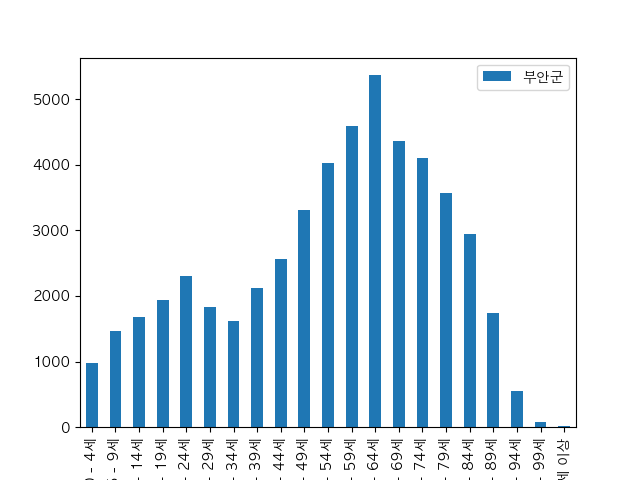 부안군
5000
4000
3000
2000
1000
0
0 - 4세
- 9세
- 14세
- 19세
- 24세
- 29세
- 34세
- 39세
- 44세
- 49세
- 54세
- 59세
- 64세
- 69세
- 74세
- 79세
- 84세
- 89세
- 94세
- 99세
세 이상